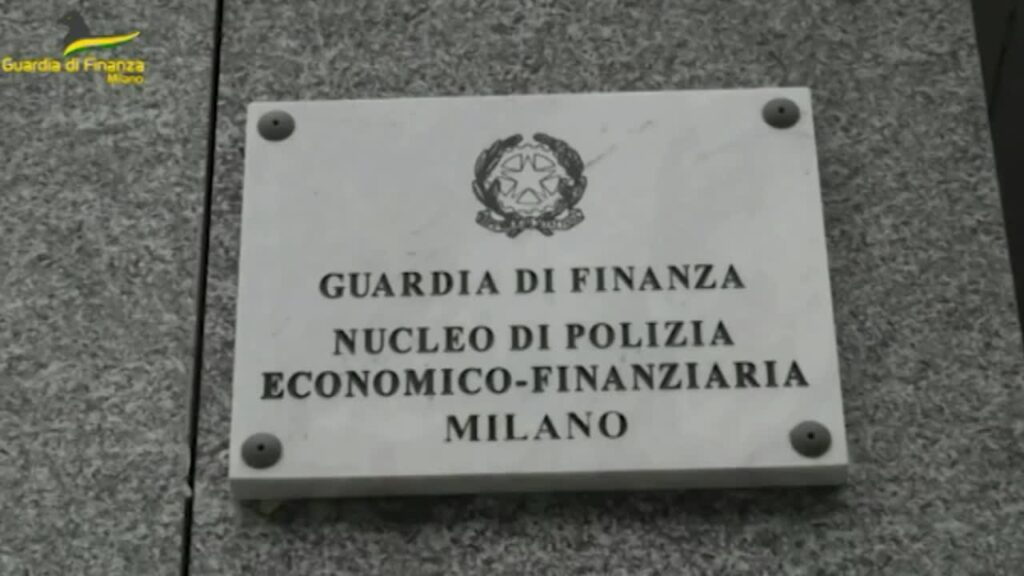 Guardia di Finanza
Milano
GUARDIA DI FINANZA
NUCLEO DI POLIZIA
ECONOMICO-FINANZIARIA
MILANO